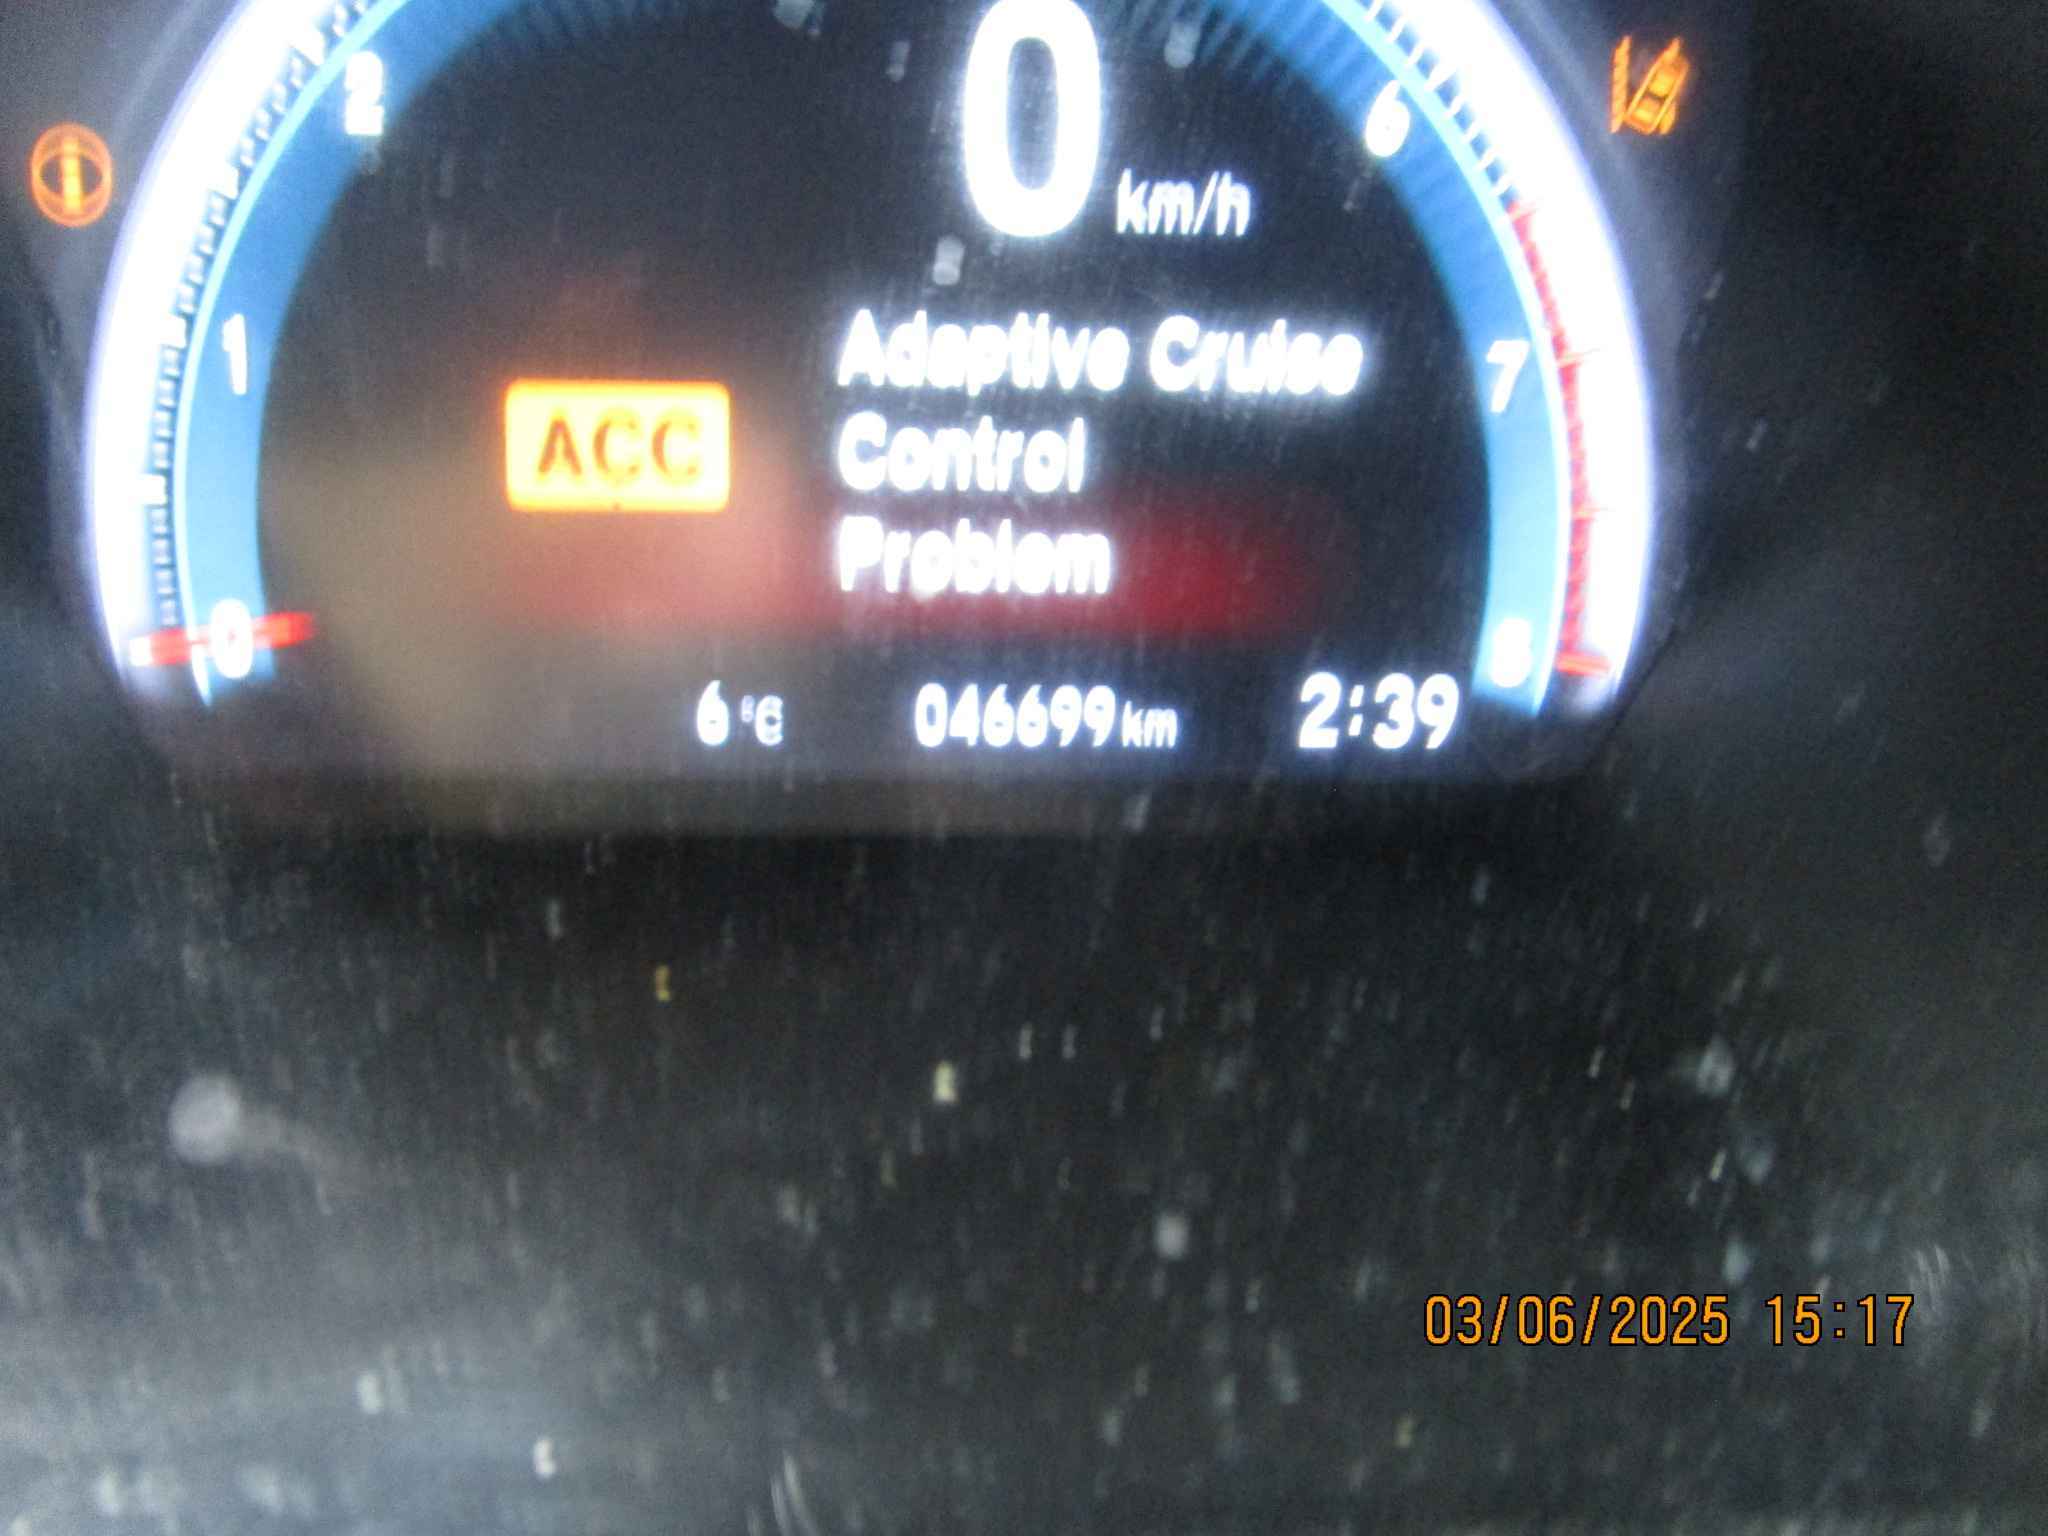 0
km/h
2
6
1
7
Adaptive Cruise
Control
Problem
ACC
0
8
6 °C
046699 km
2:39
03/06/2025 15:17